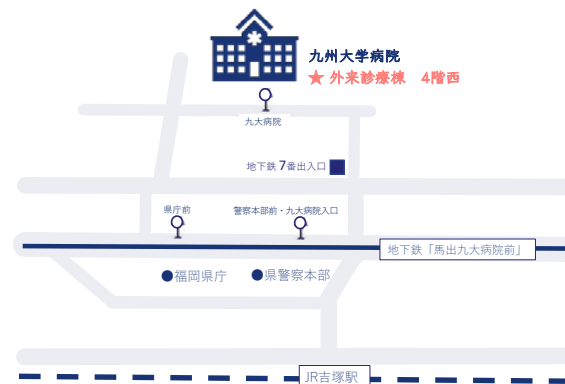 九州大学病院
★ 外来診療棟 4階西
九大病院
地下鉄 7番出入口
県庁前
警察本部前・九大病院入口
地下鉄「馬出九大病院前」
●福岡県庁
●県警察本部
JR吉塚駅